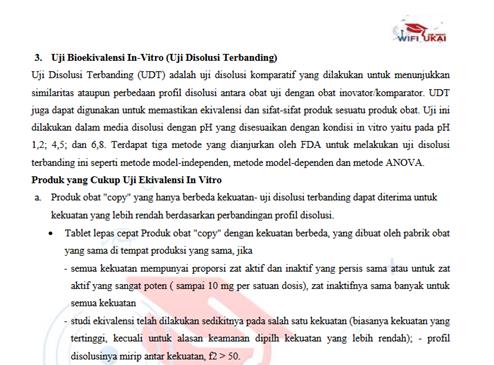 WIFI UKAI
3. Uji Bioekivalensi In-Vitro (Uji Disolusi Terbanding)
Uji Disolusi Terbanding (UDT) adalah uji disolusi komparatif yang dilakukan untuk menunjukkan
similaritas ataupun perbedaan profil disolusi antara obat uji dengan obat inovator/komparator. UDT
juga dapat digunakan untuk memastikan ekivalensi dan sifat-sifat produk sesuatu produk obat. Uji ini
dilakukan dalam media disolusi dengan pH yang disesuaikan dengan kondisi in vitro yaitu pada pH
1,2; 4,5; dan 6,8. Terdapat tiga metode yang dianjurkan oleh FDA untuk melakukan uji disolusi
terbanding ini seperti metode model-independen, metode model-dependen dan metode ANOVA.
Produk yang Cukup Uji Ekivalensi In Vitro
a. Produk obat "copy" yang hanya berbeda kekuatan- uji disolusi terbanding dapat diterima untuk
kekuatan yang lebih rendah berdasarkan perbandingan profil disolusi.
• Tablet lepas cepat Produk obat "copy" dengan kekuatan berbeda, yang dibuat oleh pabrik obat
yang sama di tempat produksi yang sama, jika
- semua kekuatan mempunyai proporsi zat aktif dan inaktif yang persis sama atau untuk zat
aktif yang sangat poten ( sampai 10 mg per satuan dosis), zat inaktifnya sama banyak untuk
semua kekuatan
- studi ekivalensi telah dilakukan sedikitnya pada salah satu kekuatan (biasanya kekuatan yang
tertinggi, kecuali untuk alasan keamanan dipilh kekuatan yang lebih rendah); - profil
disolusinya mirip antar kekuatan, f2 > 50.